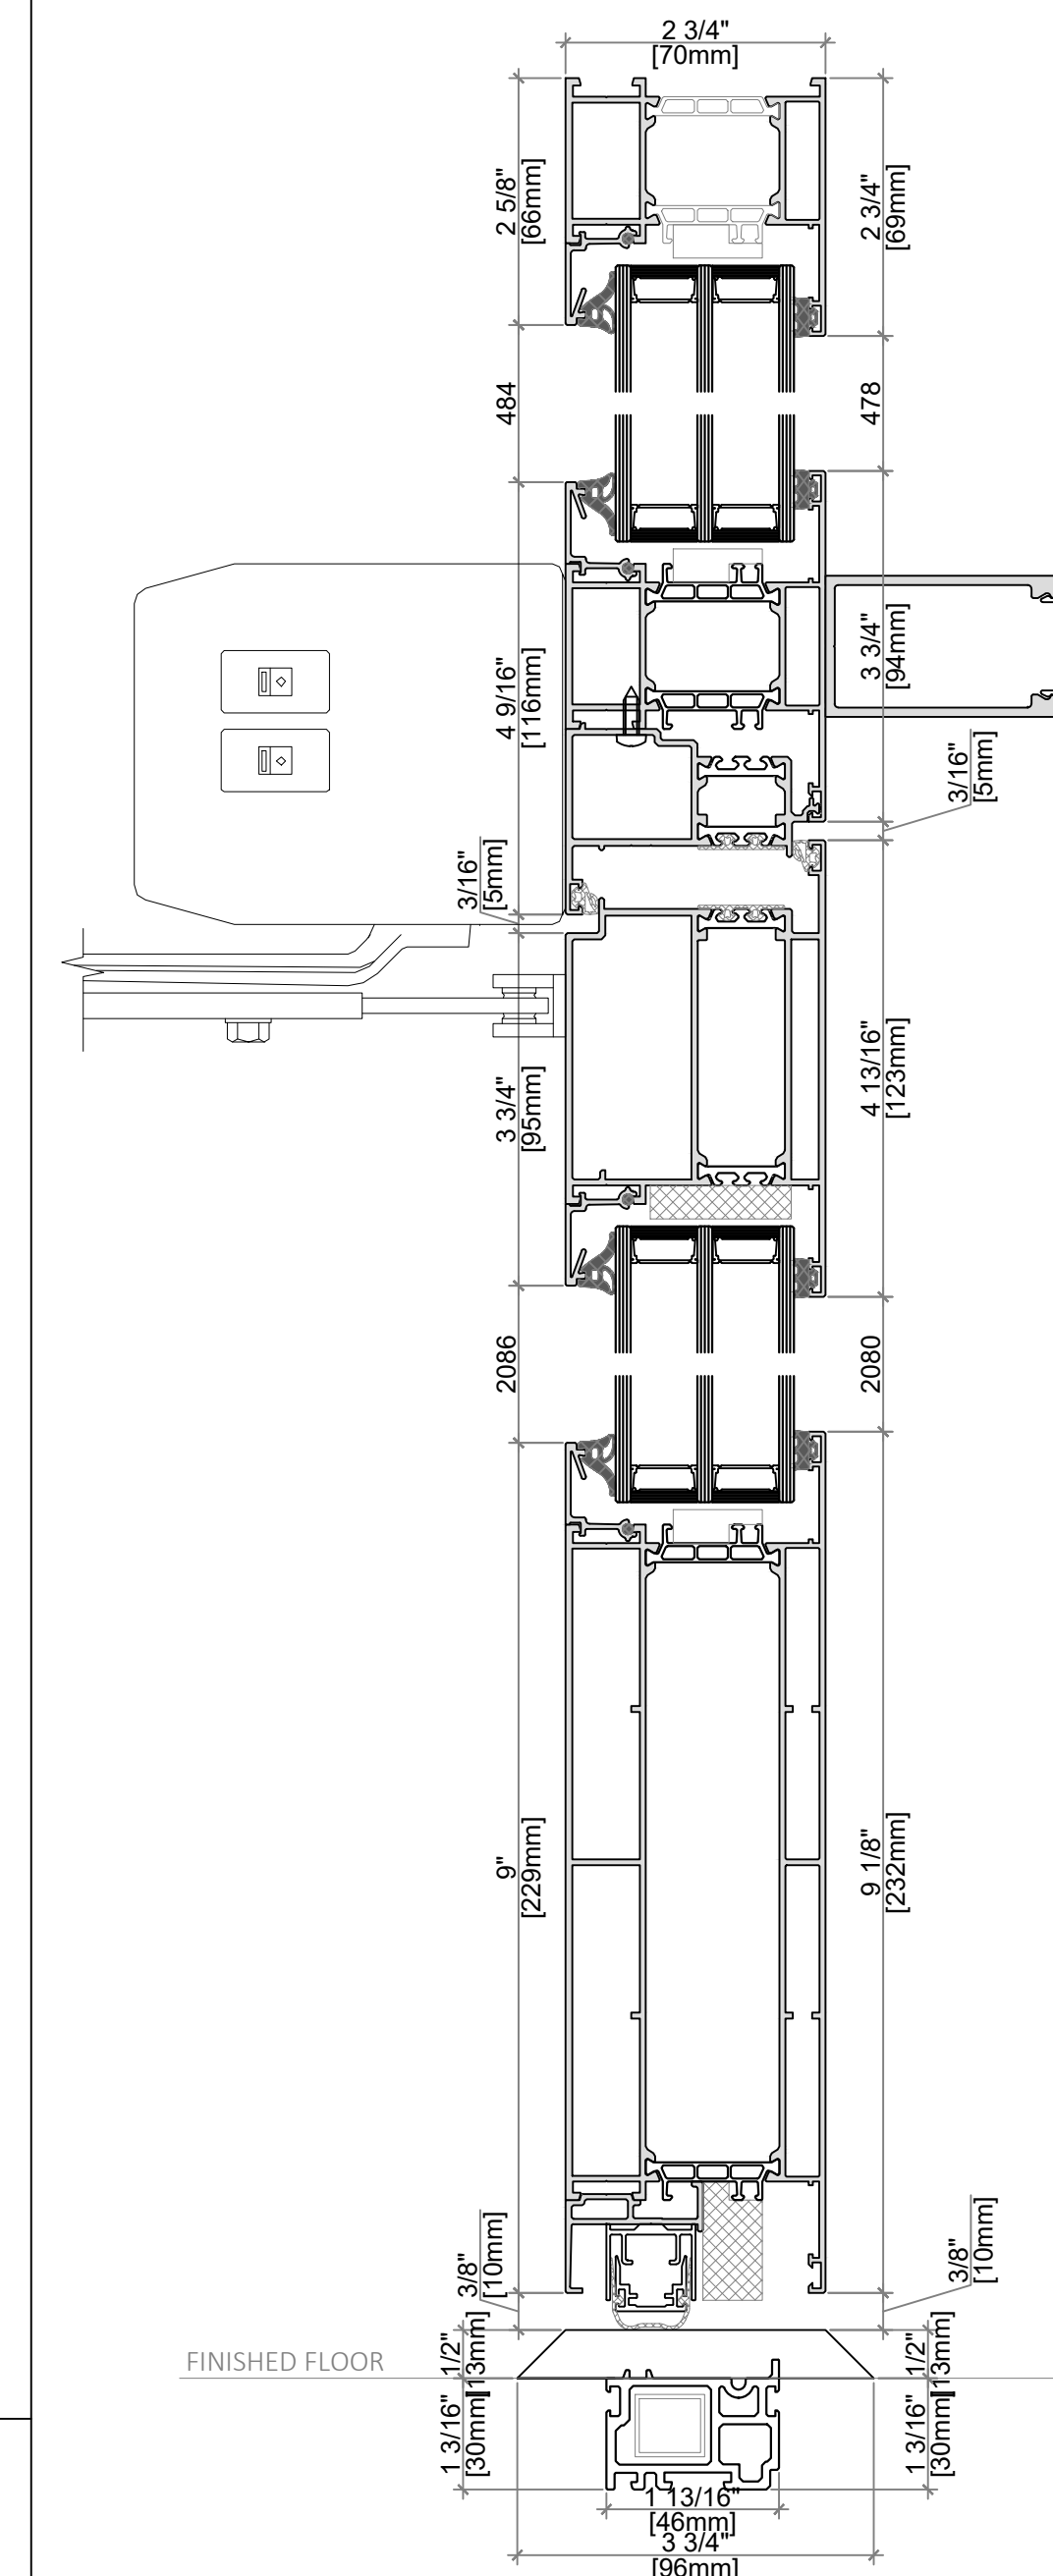 2 3/4"
[70mm]
2 5/8"
[66mm]
2 3/4"
[69mm]
484
478
4 9/16"
[116mm]
3 3/4"
[94mm]
3/16"
[5mm]
3/16"
[5mm]
3 3/4"
[95mm]
4 13/16"
[123mm]
2086
2080
9"
[229mm]
9 1/8"
[232mm]
3/8"
[10mm]
3/8"
[10mm]
FINISHED FLOOR
1/2"
[13mm]
1/2"
[13mm]
1 3/16"
[30mm]
1 3/16"
[30mm]
1 13/16"
[46mm]
3 3/4"
[96mm]